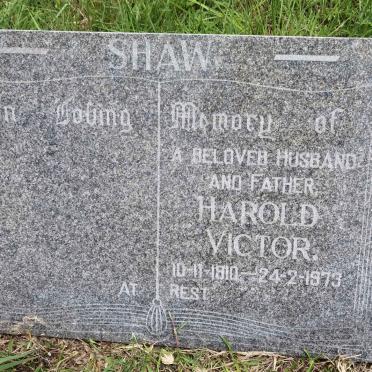 SHAW
n Loving Memory of
A BELOVED HUSBAND
AND FATHER
HAROLD
VICTOR.
10-11-1910 - 24-2-1973
AT REST